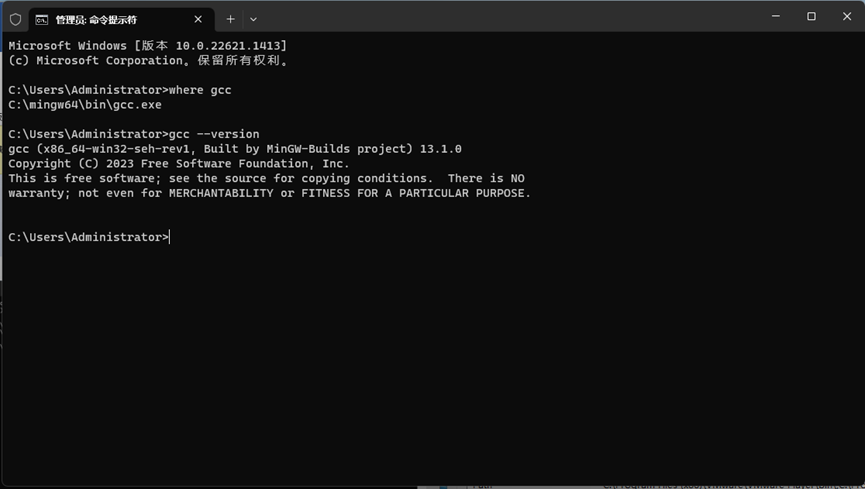 管理员: 命令提示符
Microsoft Windows [版本 10.0.22621.1413]
(c) Microsoft Corporation。保留所有权利。
C:\Users\Administrator>where gcc
C:\mingw64\bin\gcc.exe
C:\Users\Administrator>gcc --version
gcc (x86_64-win32-seh-rev1, Built by MinGW-Builds project) 13.1.0
Copyright (C) 2023 Free Software Foundation, Inc.
This is free software; see the source for copying conditions.  There is NO
warranty; not even for MERCHANTABILITY or FITNESS FOR A PARTICULAR PURPOSE.
C:\Users\Administrator>